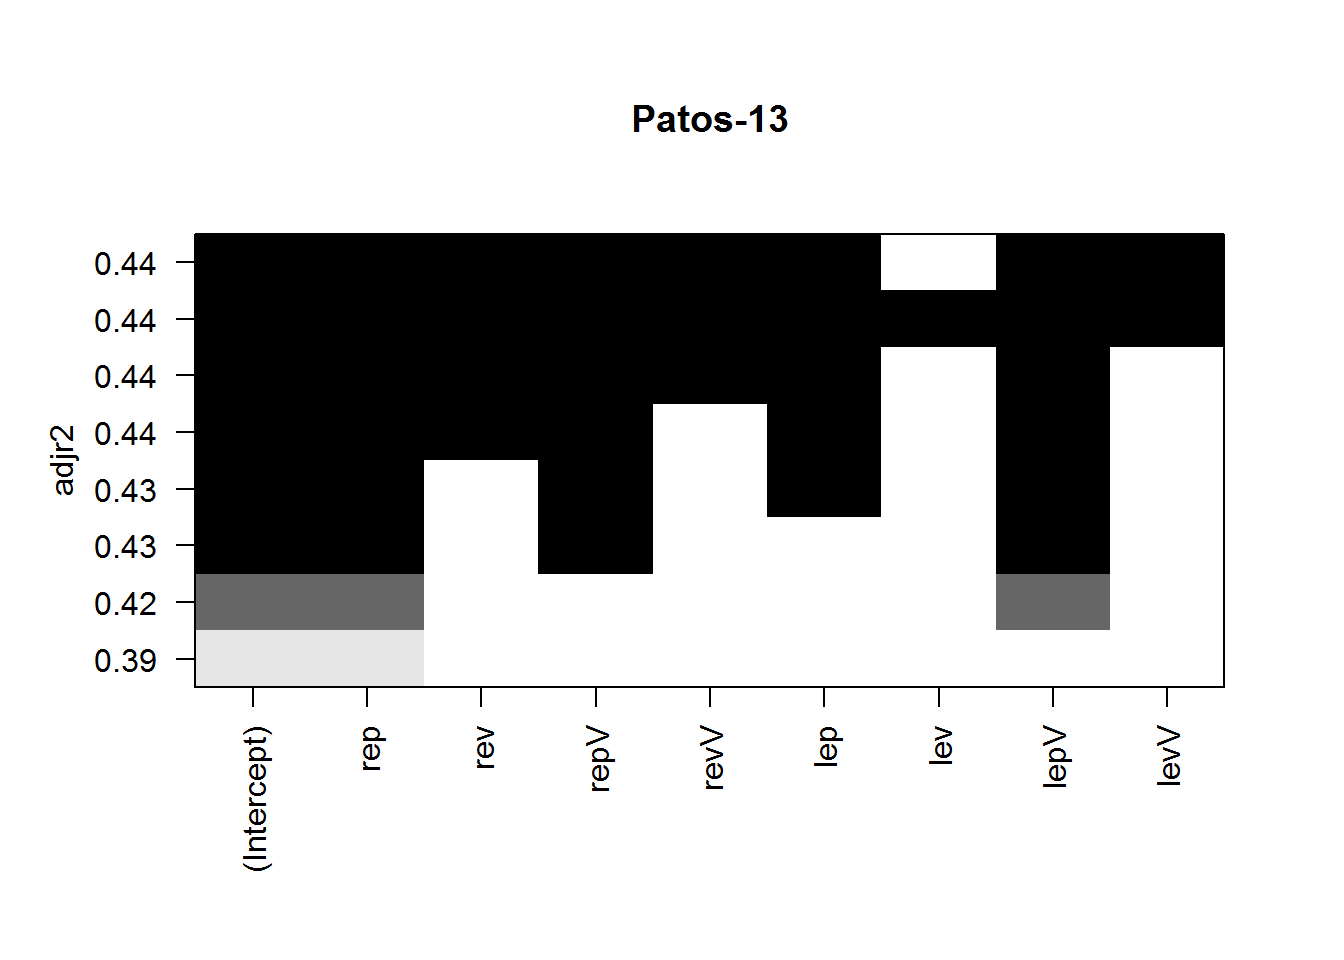 Patos-13
adjr2
0.44
0.44
0.44
0.44
0.43
0.43
0.42
0.39
(Intercept)
rep
rev
repV
revV
lep
lev
lepV
levV